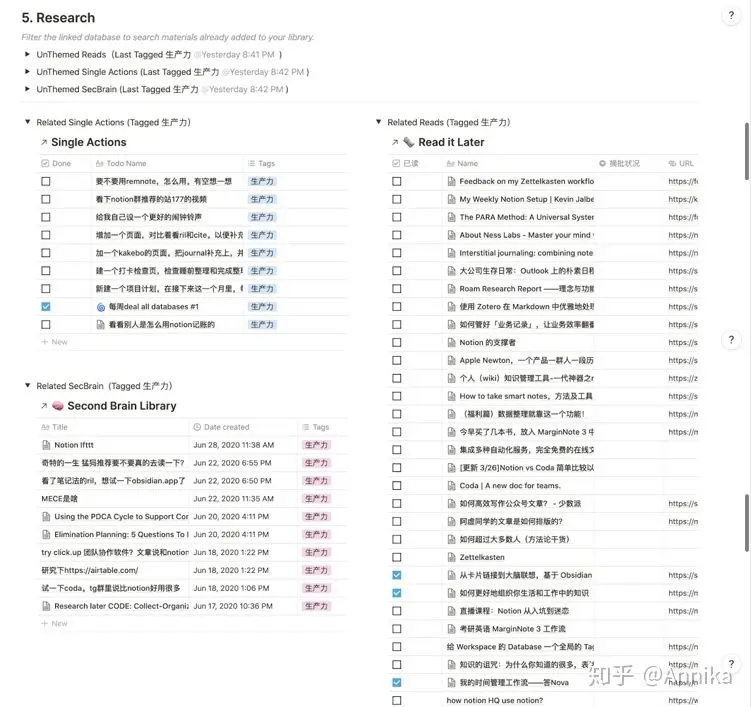 5. Research
Filter the linked database to search materials already added to your library.
UnThemed Reads (Last Tagged 生产力 @Yesterday 8:41 PM )
UnThemed Single Actions (Last Tagged 生产力 @Yesterday 8:42 PM )
UnThemed SecBrain (Last Tagged 生产力 @Yesterday 8:42 PM )
Related Single Actions (Tagged 生产力)
Single Actions
Done Todo Name Tags
要不要用remnote，怎么用，有空想一想 生产力
看下notion群推荐的站177的视频 生产力
给我自己设一个更好的闹钟铃声 生产力
增加一个页面，对比看看ril和cite，以便补充 生产力
加一个kakebo的页面，把journal补充上，并 生产力
建一个打卡检查页，检查睡前整理和完成整理 生产力
新建一个项目计划，在接下来这一个月里， 生产力
每周deal all databases #1 生产力
看看别人是怎么用notion记账的 生产力
+ New
Related SecBrain (Tagged 生产力)
Second Brain Library
Title Date created Tags
Notion Ifttt Jun 28, 2020 11:38 AM 生产力
奇特的一生 猛犸推荐要不要真的去读一下？ Jun 22, 2020 6:55 PM 生产力
看了笔记法的ril，想试一下obsidian.app了 Jun 22, 2020 6:50 PM 生产力
MECE是啥 Jun 22, 2020 11:35 AM 生产力
Using the PDCA Cycle to Support Con Jun 20, 2020 4:11 PM 生产力
Elimination Planning: 5 Questions To Jun 20, 2020 4:11 PM 生产力
try click.up 团队协作软件？文章说和notion Jun 18, 2020 1:22 PM 生产力
研究下https://airtable.com/ Jun 18, 2020 1:22 PM 生产力
试一下coda，tg群里说比notion好用很多 Jun 18, 2020 1:06 PM 生产力
Research later CODE: Collect-Organiz Jun 17, 2020 10:36 PM 生产力
+ New
Related Reads (Tagged 生产力)
Read it Later
已读 Name 摘批状况 URL
Feedback on my Zettelkasten workflo https://f
My Weekly Notion Setup | Kevin Jalbe https://k
The PARA Method: A Universal System https://f
About Ness Labs - Master your mind https://n
Interstitial journaling: combining note https://n
大公司生存日常：Outlook 上的朴素日程 https://s
Roam Research Report ——理念与功能 https://s
使用 Zotero 在 Markdown 中优雅地处理 https://s
如何管好「业务记录」，让业务效率翻番 https://s
Notion 的支撑者 https://s
Apple Newton，一个产品一群人一段历 https://s
个人（wiki）知识管理工具-一代神器之 https://z
How to take smart notes，方法及工具 https://s
（福利篇）数据整理就靠这一个功能！ https://n
今早买了几本书，放入 MarginNote 3 中 https://n
集成多种自动化服务，完全免费的在线文
[更新 3/26]Notion vs Coda 简单比较以
Coda | A new doc for teams.
如何高效写作公众号文章？ - 少数派 https://s
阿虚同学的文章是如何排版的? https://n
如何超过大多数人（方法论干货）
Zettelkasten
从卡片链接到大脑联想，基于 Obsidian https://s
如何更好地组织你生活和工作中的知识 https://n
直播课程：Notion 从入坑到迷恋 https://n
考研英语 MarginNote 3 工作流
给 Workspace 的 Database 一个全局的 Tag https://n
知识的诅咒：为什么你知道的很多，表 https://n
我的时间管理工作流——答Nova https://n
how notion HQ use notion? https://w
知乎 @Annika